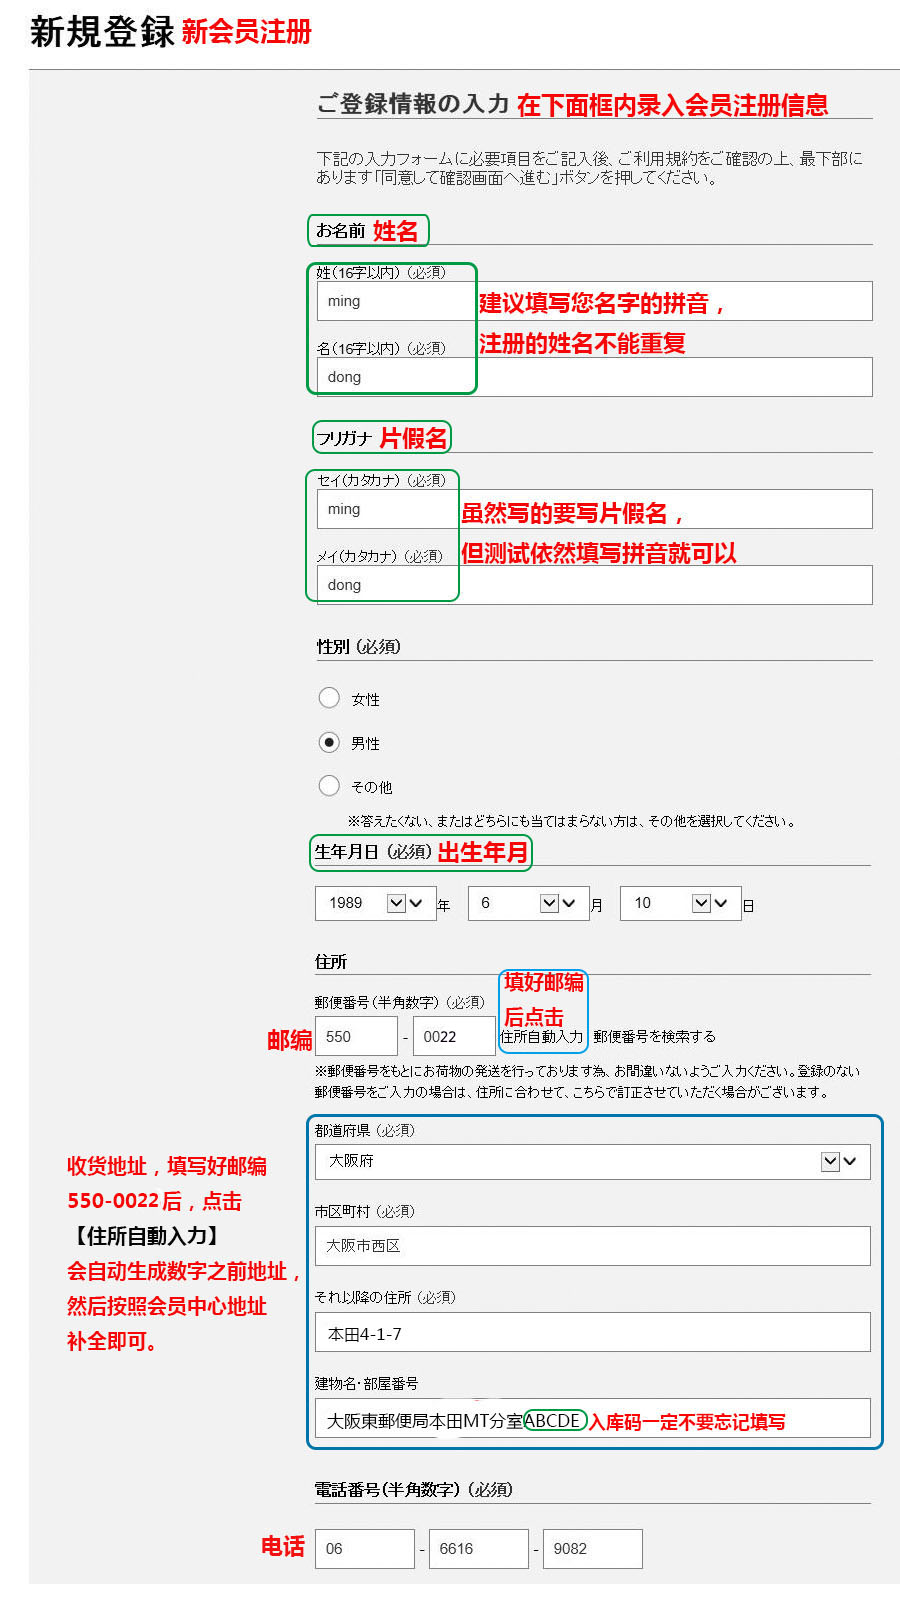 新規登録 新会员注册
ご登録情報の入力 在下面框内录入会员注册信息
下記の入力フォームに必要項目をご記入後、ご利用規約をご確認の上、最下部に
あります「同意して確認画面へ進む」ボタンを押してください。
お名前 姓名
姓(16字以内)(必須)
ming
建议填写您名字的拼音，
注册的姓名不能重复
名(16字以内)(必須)
dong
フリガナ 片假名
セイ(カタカナ)(必須)
ming
虽然写的要写片假名，
但测试依然填写拼音就可以
メイ(カタカナ)(必須)
dong
性別(必須)
女性
男性
その他
※答えたくない、またはどちらにも当てはまらない方は、その他を選択してください。
生年月日(必須) 出生年月
1989 年 6 月 10 日
住所
填好邮编
后点击
郵便番号(半角数字)(必須)
邮编 550 - 0022 住所自動入力 郵便番号を検索する
※郵便番号をもとにお荷物の発送を行っております為、お間違いないようご入力ください。登録のない
郵便番号をご入力の場合は、住所に合わせて、こちらで訂正させていただく場合がございます。
都道府県(必須)
大阪府
市区町村(必須)
大阪市西区
それ以降の住所(必須)
本田4-1-7
建物名・部屋番号
大阪東郵便局本田MT分室ABCDE 入库码一定不要忘记填写
收货地址，填写好邮编
550-0022后，点击
【住所自動入力】
会自动生成数字之前地址，
然后按照会员中心地址
补全即可。
電話番号(半角数字)(必須)
电话 06 - 6616 - 9082